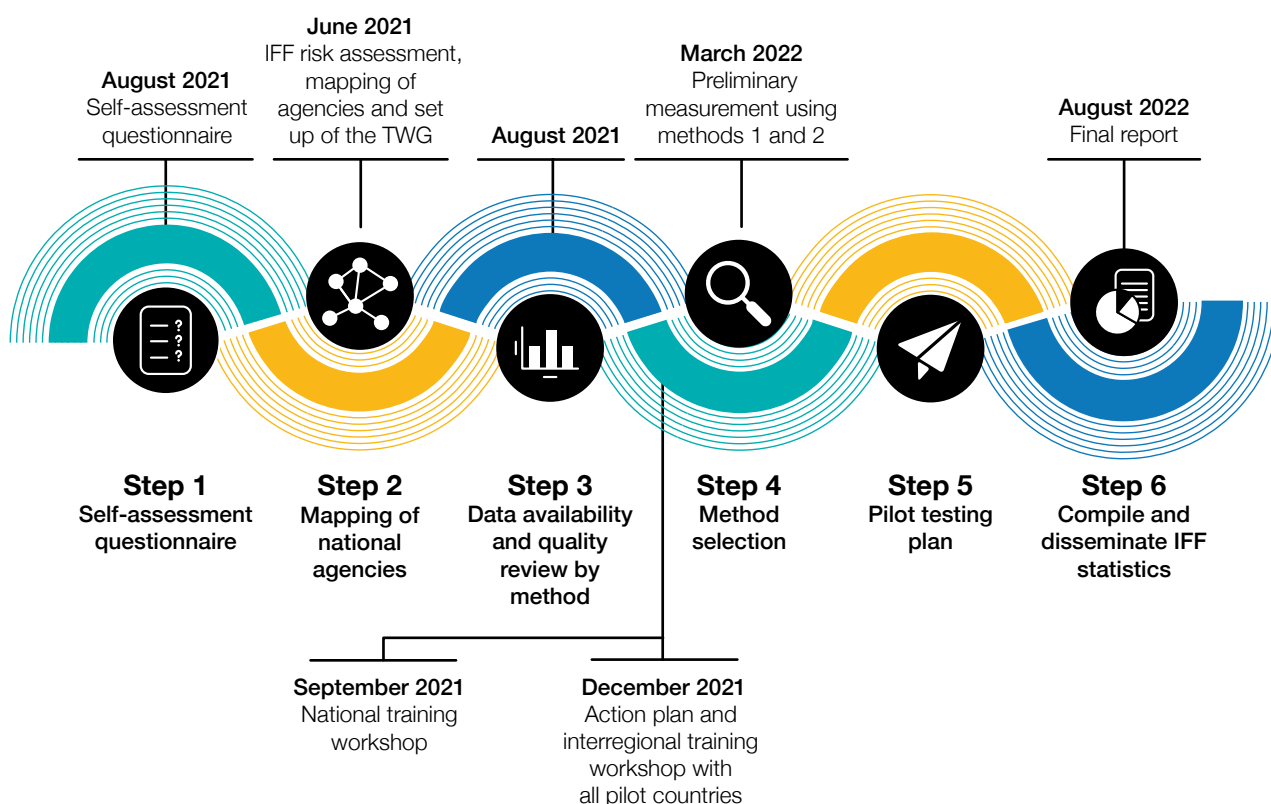 August 2021
Self-assessment
questionnaire
June 2021
IFF risk assessment,
mapping of
agencies and set
up of the TWG
August 2021
March 2022
Preliminary
measurement using
methods 1 and 2
August 2022
Final report
?
?
?
Step 1
Self-assessment
questionnaire
Step 2
Mapping of
national
agencies
Step 3
Data availability
and quality
review by
method
Step 4
Method
selection
Step 5
Pilot testing
plan
Step 6
Compile and
disseminate IFF
statistics
September 2021
National training
workshop
December 2021
Action plan and
interregional training
workshop with
all pilot countries